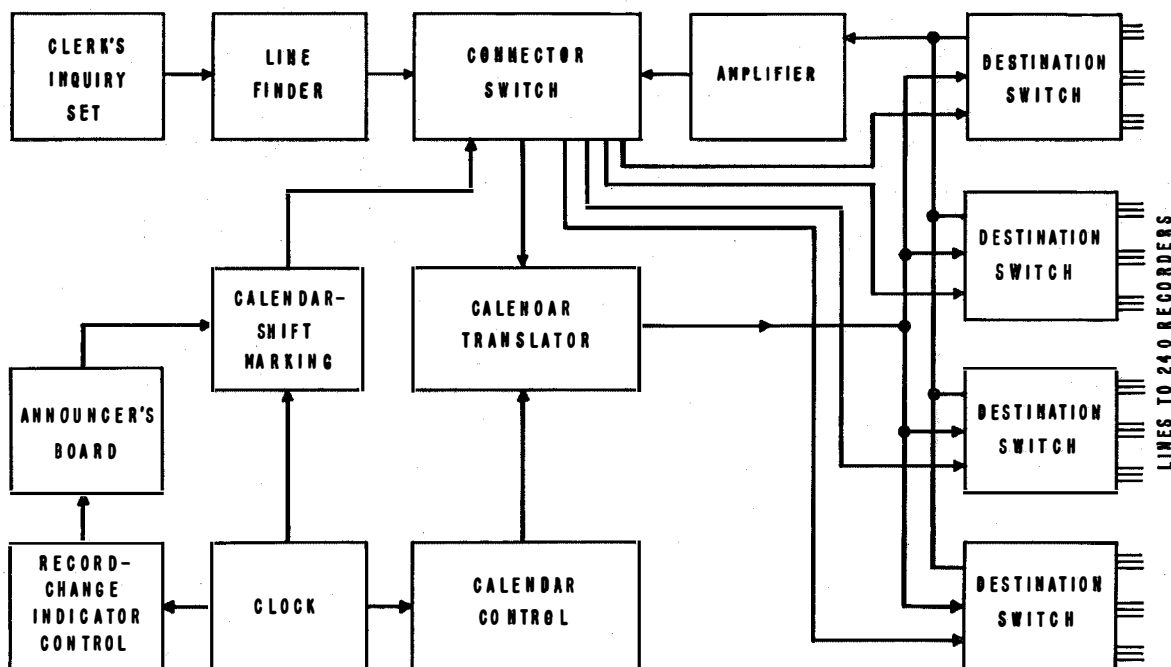 CLERK'S
INQUIRY
SET
LINE
FINDER
CONNECTOR
SWITCH
AMPLIFIER
DESTINATION
SWITCH
DESTINATION
SWITCH
CALENDAR-
SHIFT
MARKING
CALENOAR
TRANSLATOR
ANNOUNCER'S
BOARD
DESTINATION
SWITCH
RECORD-
CHANGE
INDICATOR
CONTROL
CLOCK
CALENDAR
CONTROL
DESTINATION
SWITCH
LINES TO 240 RECORDERS